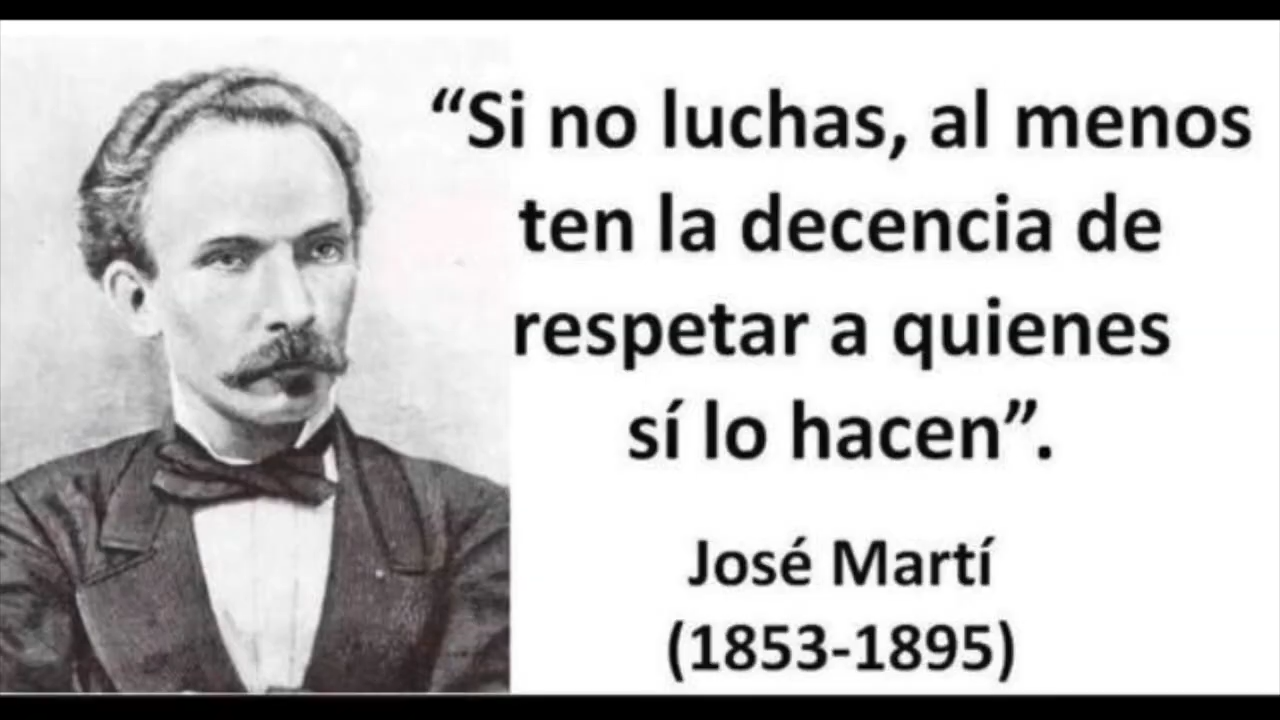 “Si no luchas, al menos
ten la decencia de
respetar a quienes
sí lo hacen”.
José Martí
(1853-1895)